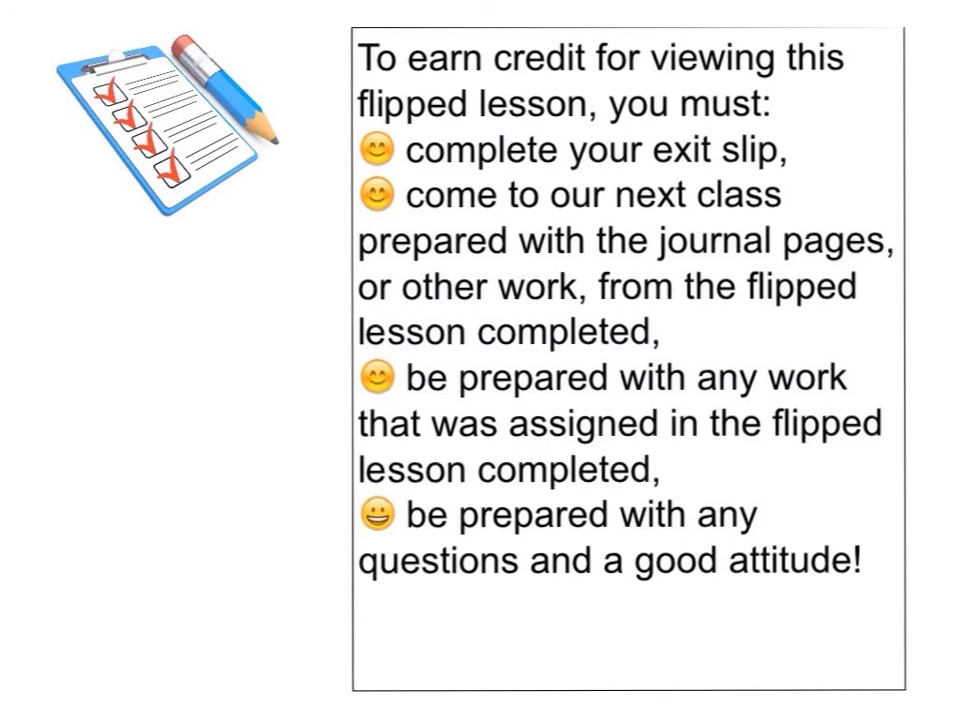 To earn credit for viewing this
flipped lesson, you must:
😊 complete your exit slip,
😊 come to our next class
prepared with the journal pages,
or other work, from the flipped
lesson completed,
😊 be prepared with any work
that was assigned in the flipped
lesson completed,
😀 be prepared with any
questions and a good attitude!